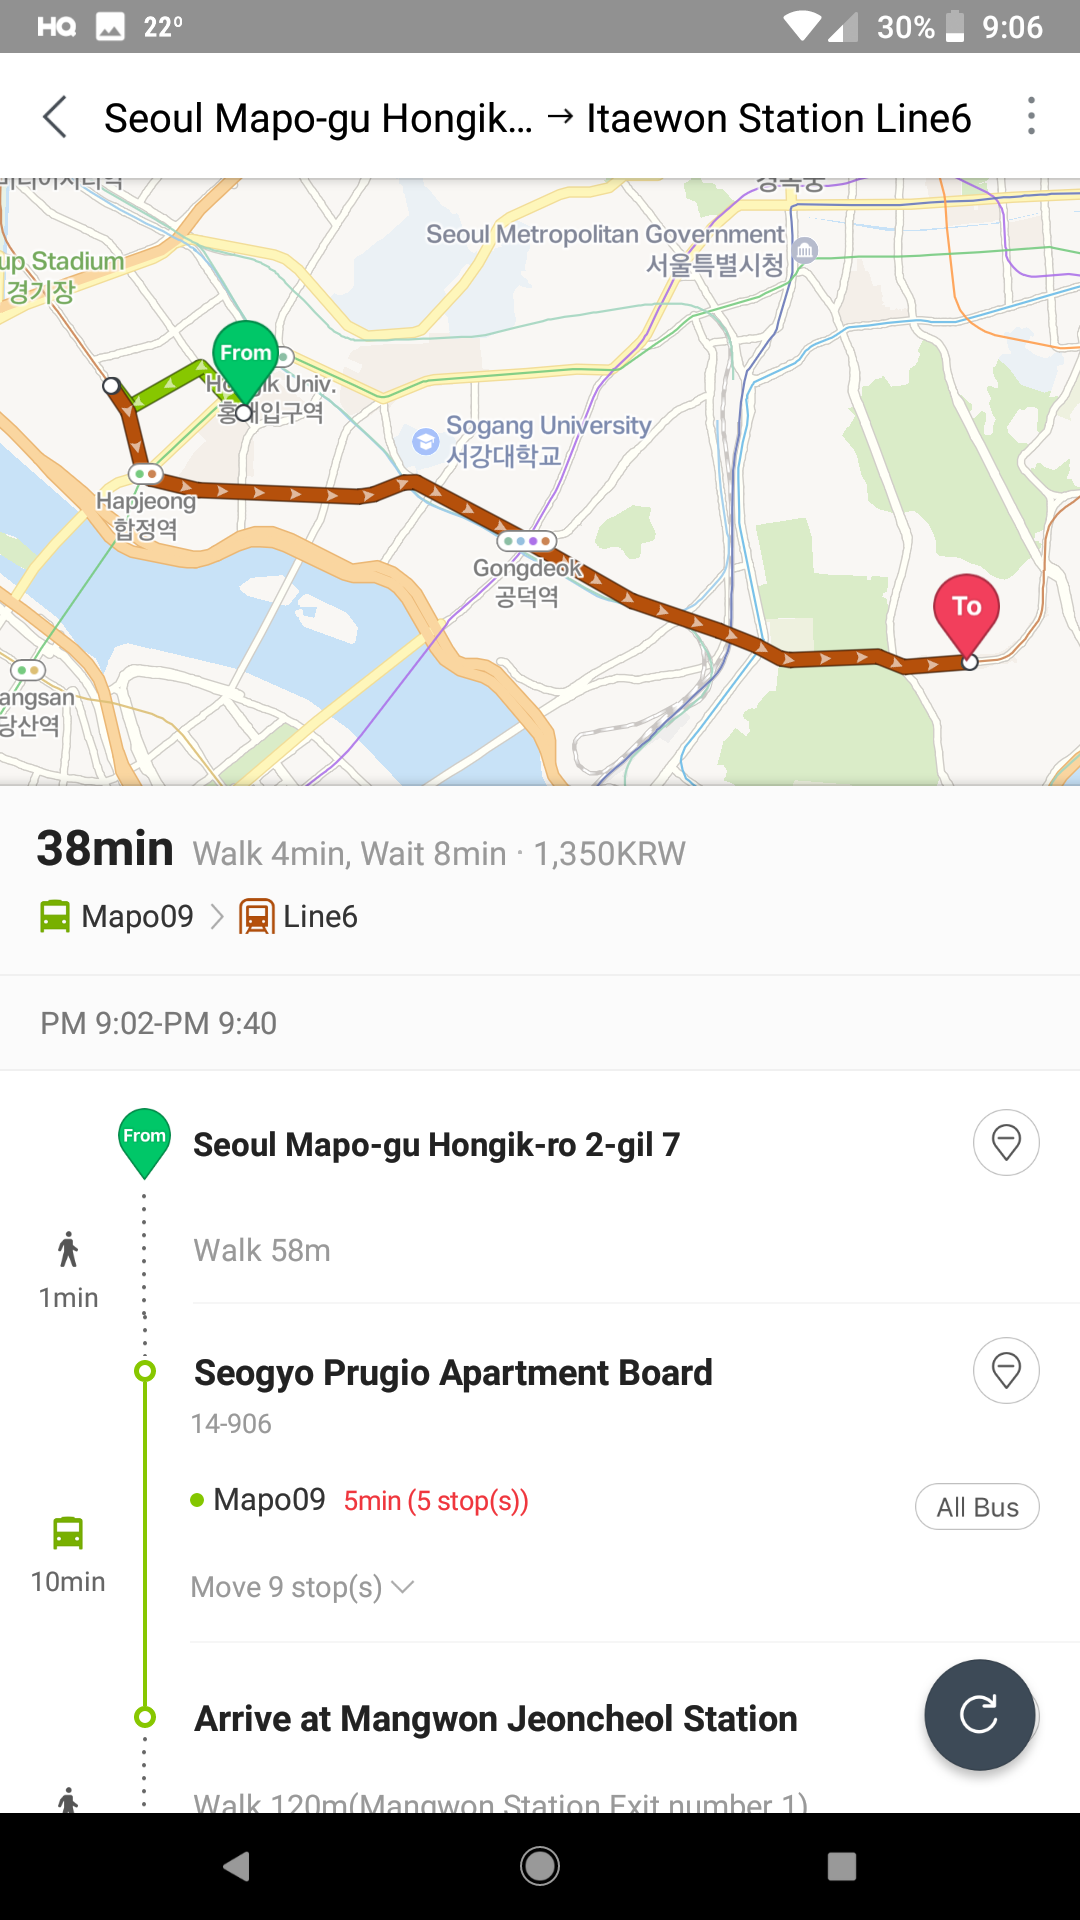 HQ 22° 30% 9:06
Seoul Mapo-gu Hongik... → Itaewon Station Line6
Seoul Metropolitan Government
서울특별시청
up Stadium
경기장
From
Hongik Univ.
홍대입구역
Sogang University
서강대학교
Hapjeong
합정역
Gongdeok
공덕역
To
angsan
당산역
38min Walk 4min, Wait 8min · 1,350KRW
Mapo09 > Line6
PM 9:02-PM 9:40
From Seoul Mapo-gu Hongik-ro 2-gil 7
Walk 58m
1min
Seogyo Prugio Apartment Board
14-906
Mapo09 5min (5 stop(s)) All Bus
10min
Move 9 stop(s)
Arrive at Mangwon Jeoncheol Station
Walk 120m(Mangwon Station Exit number 1)